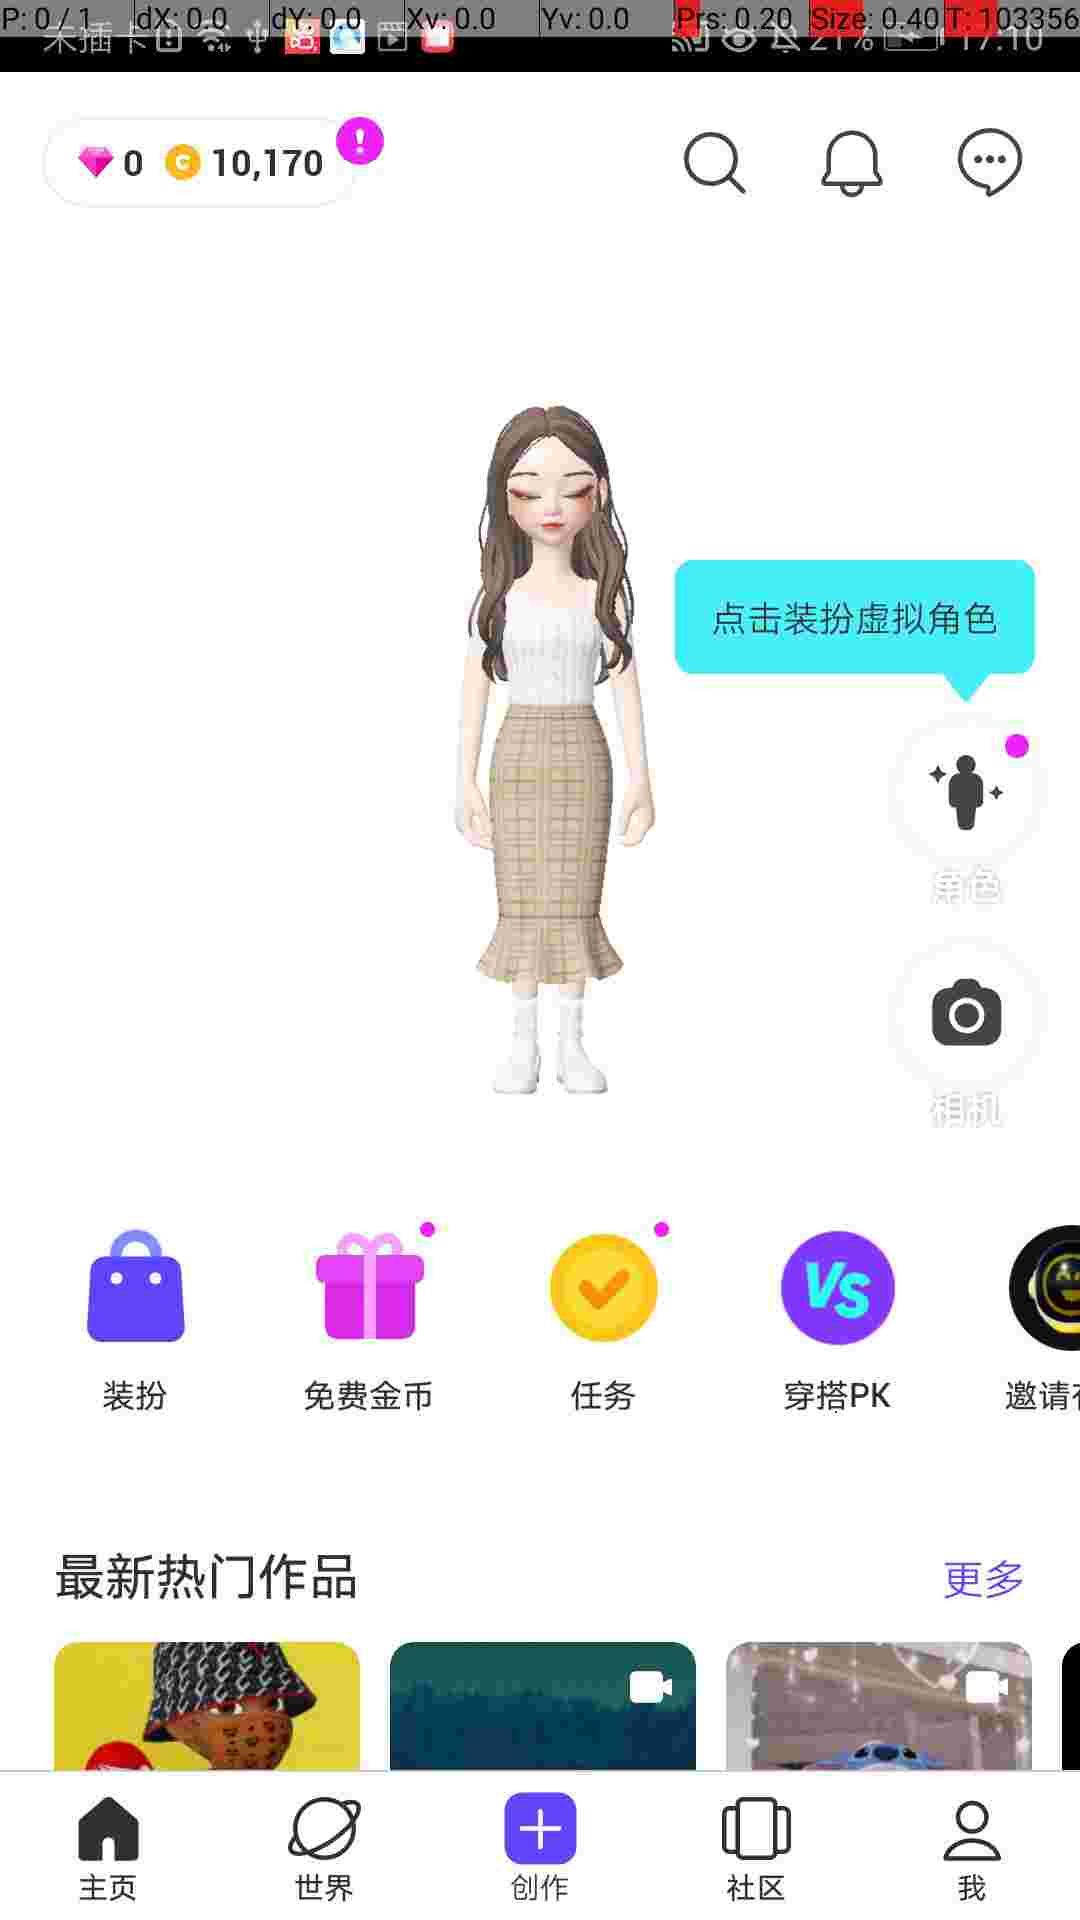 P: 0 / 1 dX: 0.0 dY: 0.0 Xv: 0.0 Yv: 0.0 Prs: 0.20 Size: 0.40 T: 103356
未插卡 21% 17:10
0 10,170
点击装扮虚拟角色
角色
相机
装扮 免费金币 任务 穿搭PK 邀请
最新热门作品 更多
主页 世界 创作 社区 我